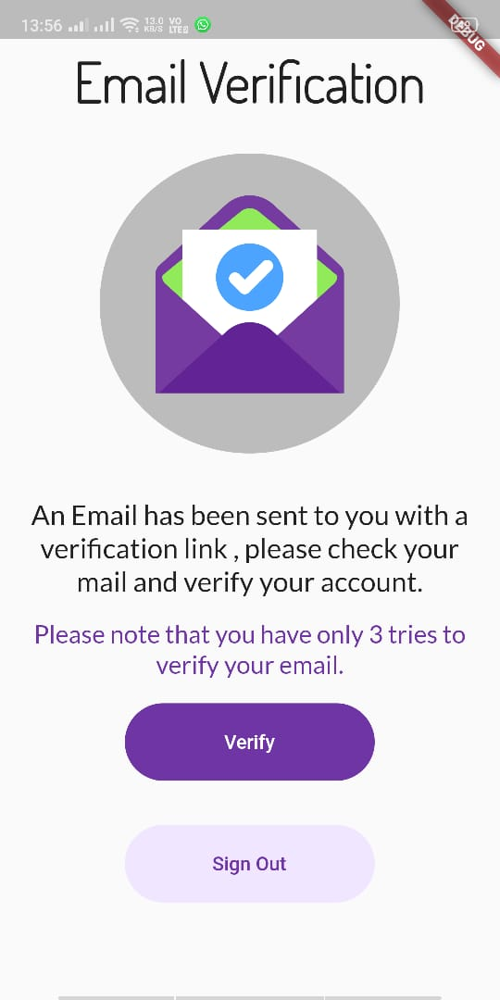 13:56 13.0 KB/S VO LTE2
DEBUG
Email Verification
An Email has been sent to you with a
verification link , please check your
mail and verify your account.
Please note that you have only 3 tries to
verify your email.
Verify
Sign Out